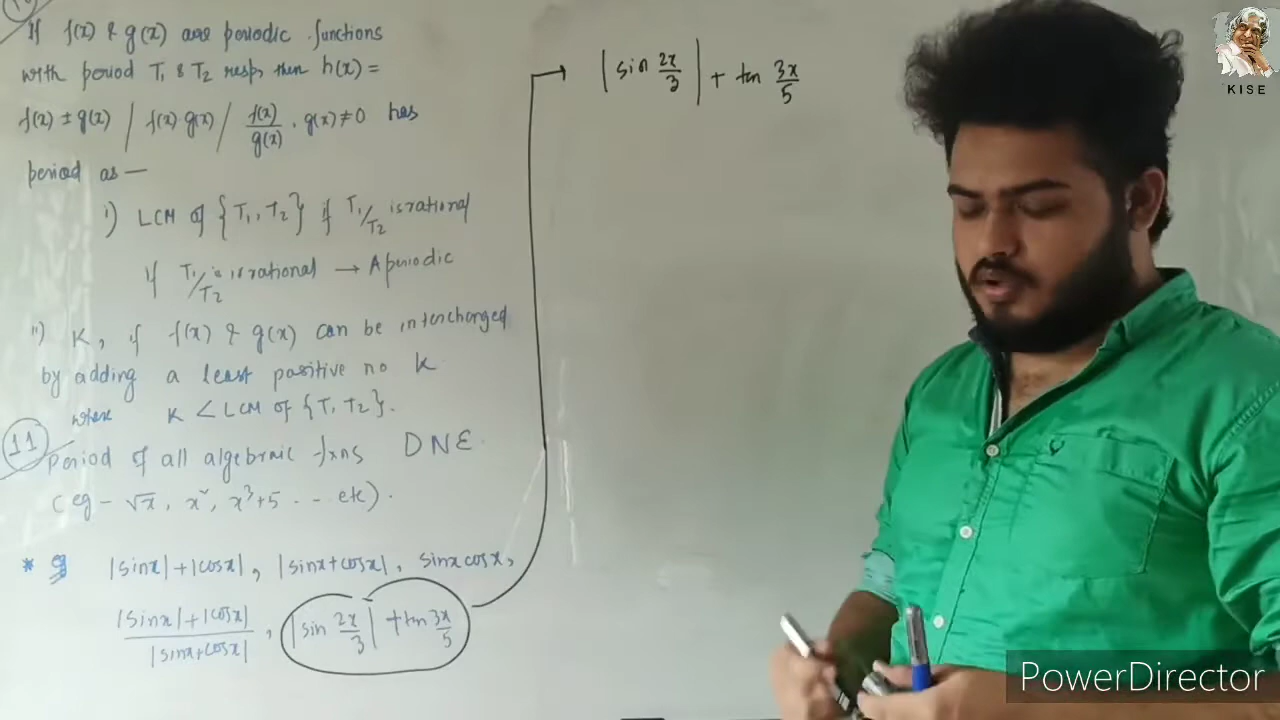 10
If f(x) & g(x) are periodic functions
with period T₁ & T₂ resp, then h(x) =
f(x) ± g(x) / f(x) g(x) / f(x)/g(x) . g(x) ≠ 0 has
period as —
i) LCM of {T₁, T₂} if T₁/T₂ is rational
if T₁/T₂ is irrational → Aperiodic
ii) K, if f(x) & g(x) can be interchanged
by adding a least positive no K
where K < LCM of {T₁, T₂}.
11
Period of all algebraic fxns DNE.
(eg - √x, x², x³+5 ... etc).
* |sinx|+|cosx|, |sinx+cosx|, sinxcosx,
|sinx|+|cosx| / |sinx+cosx|, |sin 2x/3| + tan 3x/5
|sin 2x/3| + tan 3x/5
KISE
PowerDirector